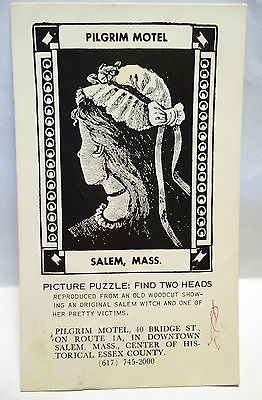 PILGRIM MOTEL
SALEM, MASS.
PICTURE PUZZLE: FIND TWO HEADS
REPRODUCED FROM AN OLD WOODCUT SHOW-
ING AN ORIGINAL SALEM WITCH AND ONE OF
HER PRETTY VICTIMS.
PILGRIM MOTEL, 40 BRIDGE ST.,
ON ROUTE 1A, IN DOWNTOWN
SALEM, MASS., CENTER OF HIS-
TORICAL ESSEX COUNTY.
(617) 745-2000